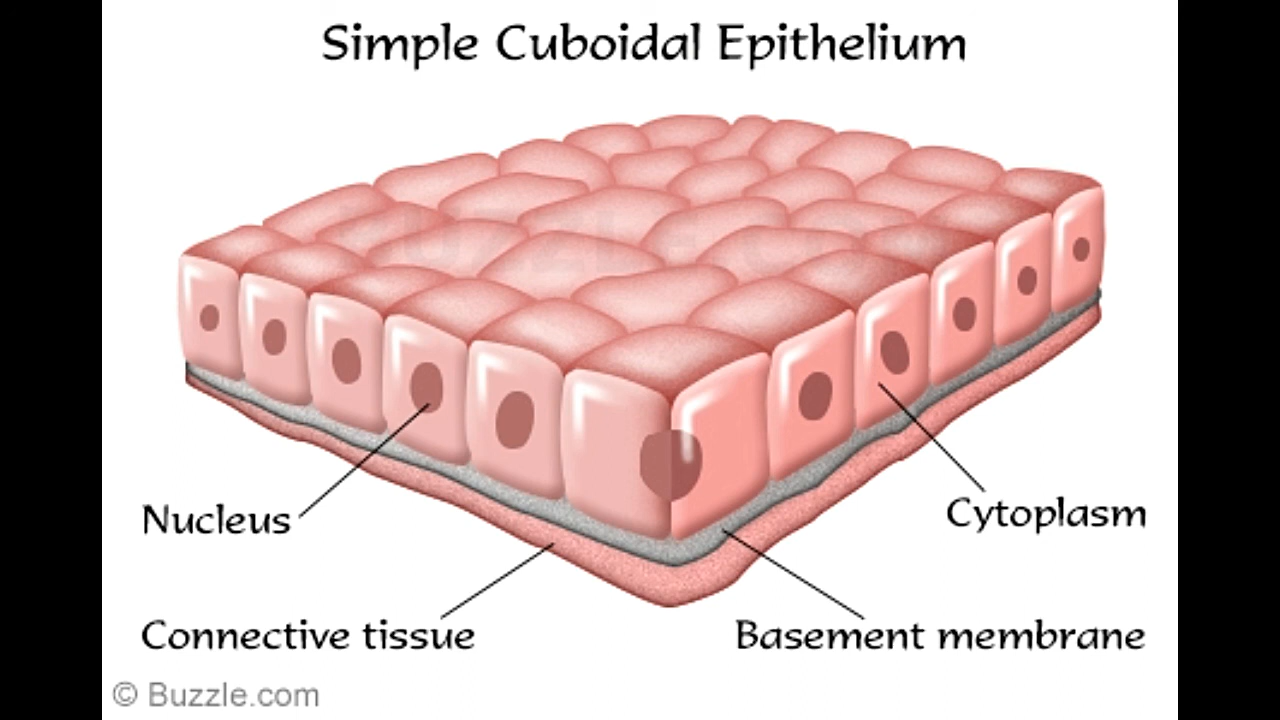 Simple Cuboidal Epithelium
Nucleus
Cytoplasm
Connective tissue
Basement membrane
© Buzzle.com